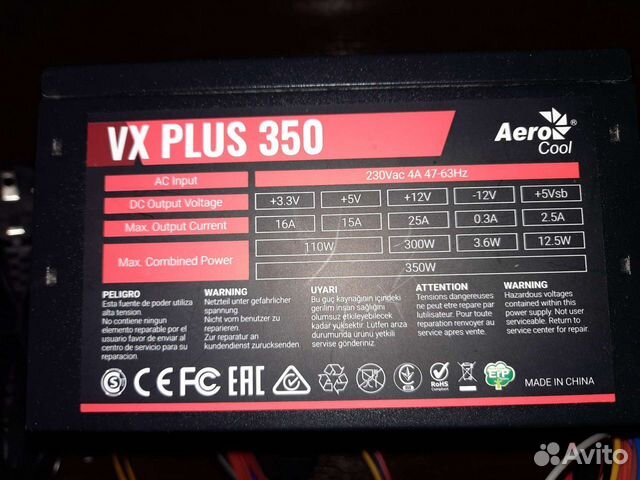 VX PLUS 350
Aero
Cool
®
AC Input 230Vac 4A 47-63Hz
DC Output Voltage +3.3V +5V +12V -12V +5Vsb
Max. Output Current 16A 15A 25A 0.3A 2.5A
Max. Combined Power 110W 300W 3.6W 12.5W
350W
PELIGRO
Esta fuente de poder utiliza
alta tension.
No contiene ningun
elemento reparable por el
usuario favor de enviar al
centro de servicio para su
reparacion.
WARNING
Netzteil unter gefahrlicher
spannung.
Nicht vom benutzer zu
reparieren.
Zur reparatur an
kundendienst zurucksenden.
UYARI
Bu güç kaynağının içindeki
gerilim insan sağlığını
olumsuz etkileyebilecek
kadar yüksektir. Lütfen arıza
durumunda ürünü yetkili
servise gönderiniz.
ATTENTION
Tensions dangereuses
ne peut etre reparer par
l'utilisateur. Pour toute
reparation renvoyer au
service apres vente.
WARNING
Hazardous voltages
contained within this
power supply. Not user
serviceable. Return to
service center for repair.
S CE FC EAC RoHS
Compliant
ErP
MADE IN CHINA
Avito